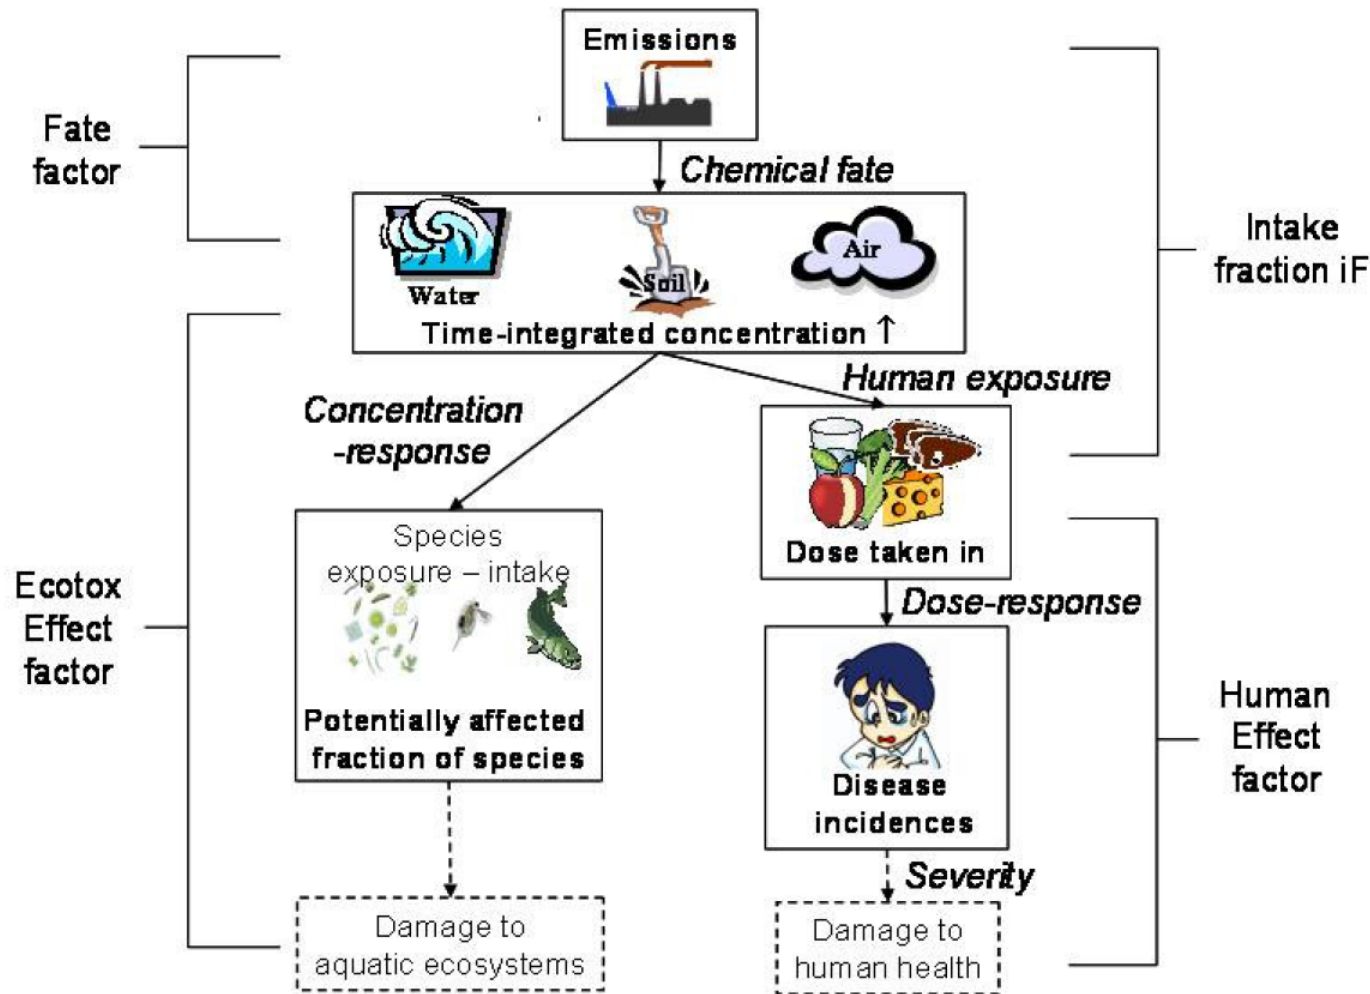 Emissions
Fate
factor
Chemical fate
Water
Soil
Air
Time-integrated concentration ↑
Intake
fraction iF
Concentration
-response
Human exposure
Species
exposure – intake
Potentially affected
fraction of species
Dose taken in
Dose-response
Ecotox
Effect
factor
Disease
incidences
Human
Effect
factor
Severity
Damage to
aquatic ecosystems
Damage to
human health